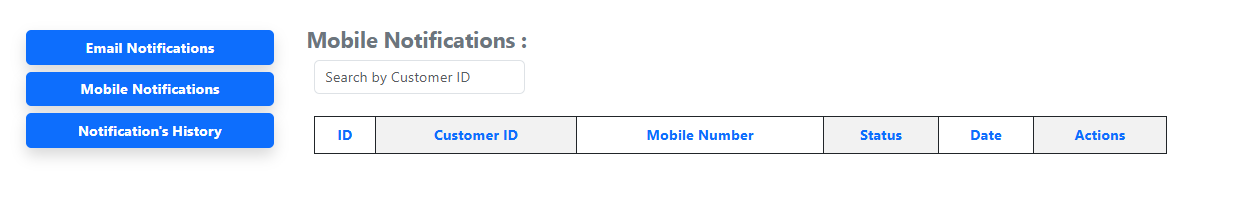 Email Notifications
Mobile Notifications
Notification's History
Mobile Notifications :
Search by Customer ID
ID Customer ID Mobile Number Status Date Actions